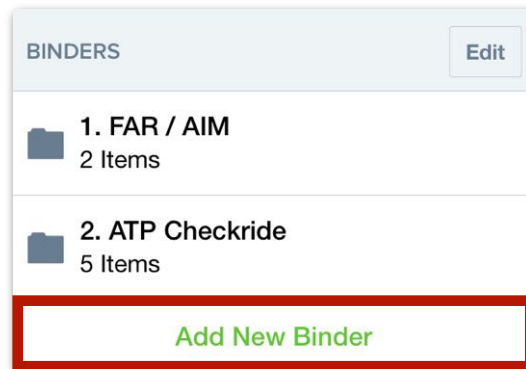 BINDERS
Edit
1. FAR / AIM
2 Items
2. ATP Checkride
5 Items
Add New Binder